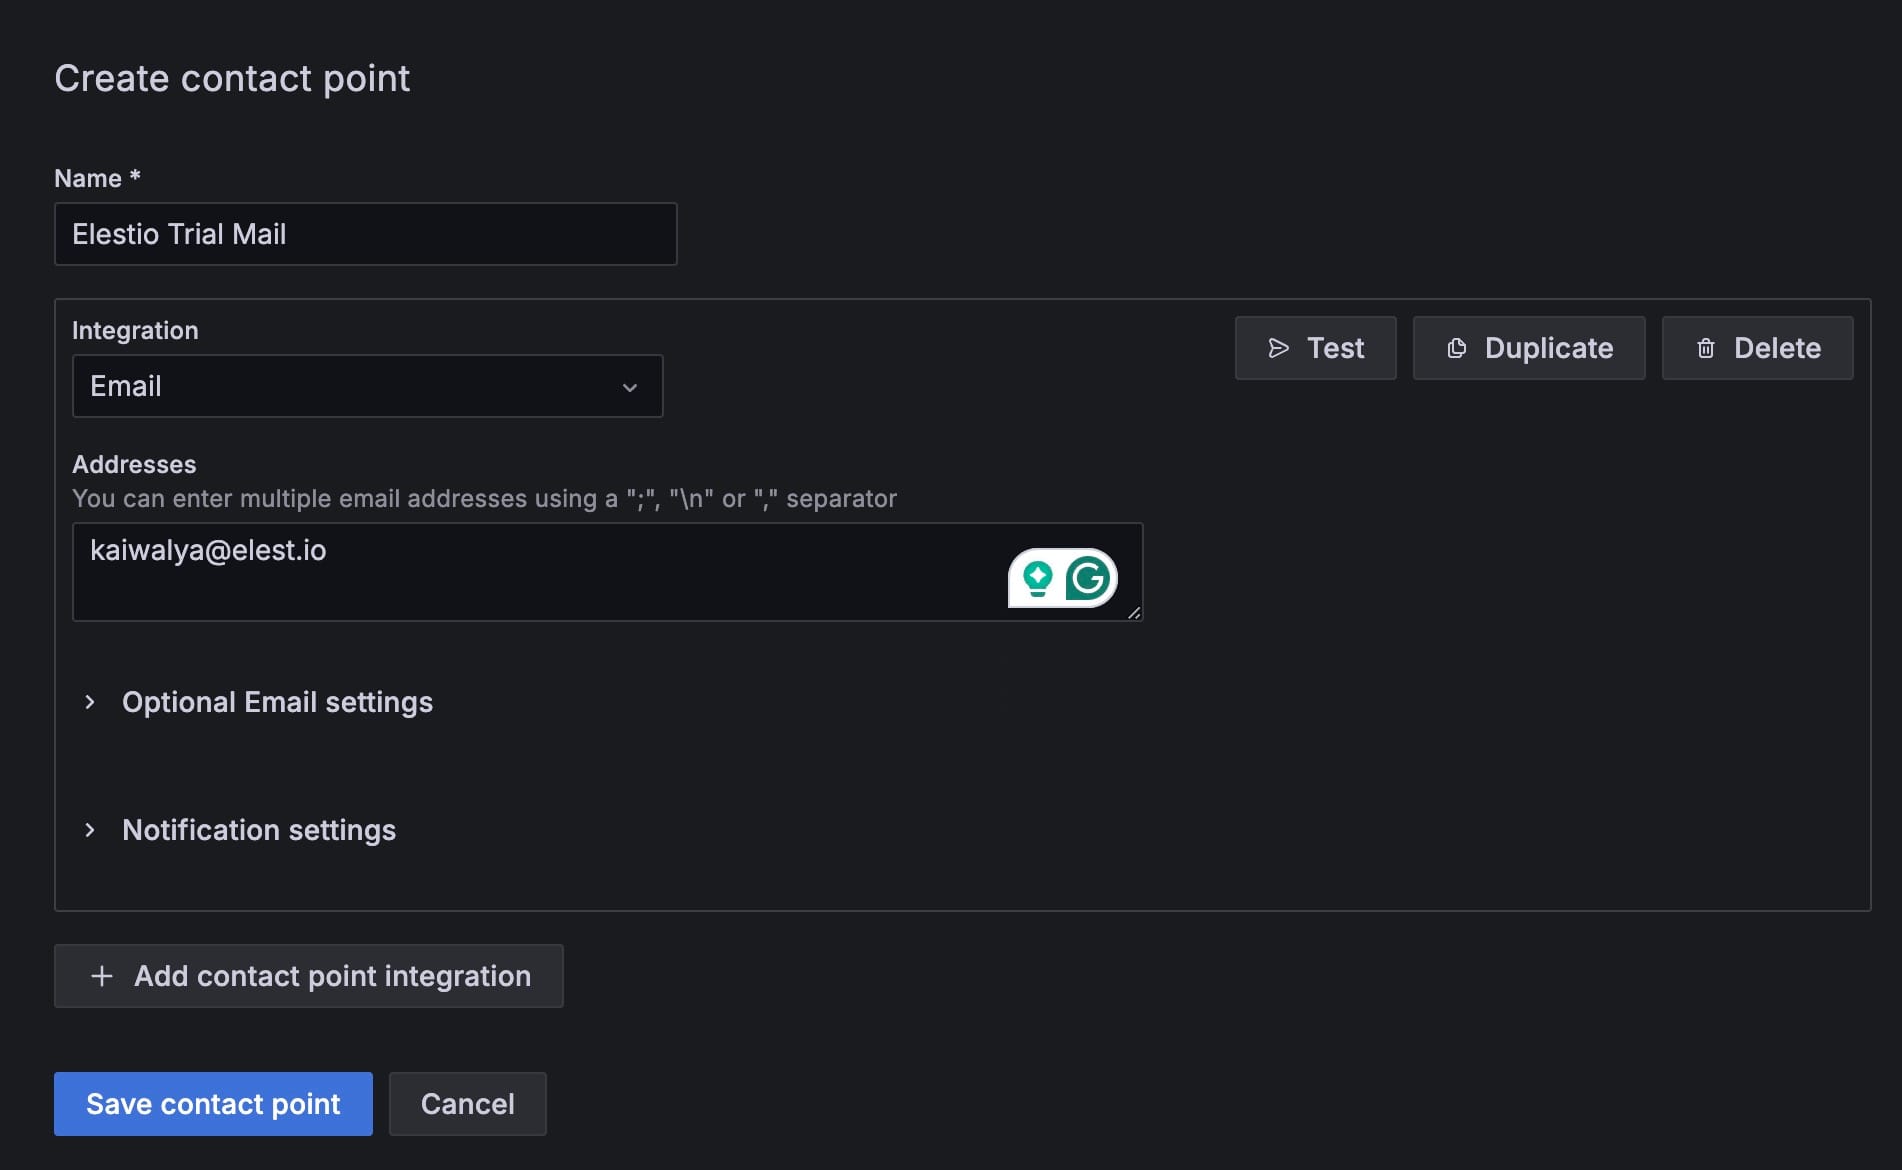 Create contact point
Name *
Elestio Trial Mail
Integration
Test
Duplicate
Delete
Email
Addresses
You can enter multiple email addresses using a ";", "\n" or "," separator
kaiwalya@elest.io
Optional Email settings
Notification settings
Add contact point integration
Save contact point
Cancel